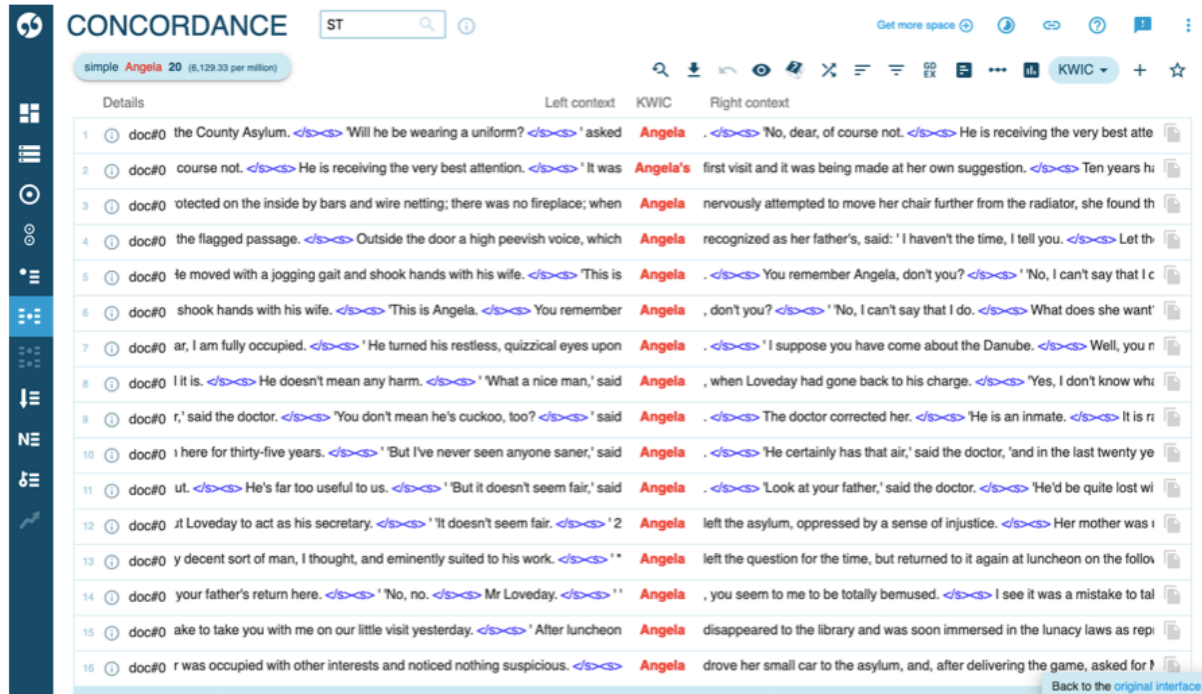 CONCORDANCE ST Get more space
simple Angela 20 (6,129.33 per million) GD EX KWIC
Details Left context KWIC Right context
1 doc#0 the County Asylum. </s><s> 'Will he be wearing a uniform? </s><s> ' asked Angela . </s><s> 'No, dear, of course not. </s><s> He is receiving the very best atte
2 doc#0 course not. </s><s> He is receiving the very best attention. </s><s> ' It was Angela's first visit and it was being made at her own suggestion. </s><s> Ten years ha
3 doc#0 otected on the inside by bars and wire netting; there was no fireplace; when Angela nervously attempted to move her chair further from the radiator, she found th
4 doc#0 the flagged passage. </s><s> Outside the door a high peevish voice, which Angela recognized as her father's, said: ' I haven't the time, I tell you. </s><s> Let the
5 doc#0 He moved with a jogging gait and shook hands with his wife. </s><s> 'This is Angela . </s><s> You remember Angela, don't you? </s><s> ' 'No, I can't say that I c
6 doc#0 shook hands with his wife. </s><s> 'This is Angela. </s><s> You remember Angela , don't you? </s><s> ' 'No, I can't say that I do. </s><s> What does she want'
7 doc#0 ar, I am fully occupied. </s><s> ' He turned his restless, quizzical eyes upon Angela . </s><s> ' I suppose you have come about the Danube. </s><s> Well, you n
8 doc#0 l it is. </s><s> He doesn't mean any harm. </s><s> ' 'What a nice man,' said Angela , when Loveday had gone back to his charge. </s><s> 'Yes, I don't know wha
9 doc#0 r,' said the doctor. </s><s> 'You don't mean he's cuckoo, too? </s><s> ' said Angela . </s><s> The doctor corrected her. </s><s> 'He is an inmate. </s><s> It is ra
10 doc#0 here for thirty-five years. </s><s> ' 'But I've never seen anyone saner,' said Angela . </s><s> 'He certainly has that air,' said the doctor, 'and in the last twenty ye
11 doc#0 ut. </s><s> He's far too useful to us. </s><s> ' 'But it doesn't seem fair,' said Angela . </s><s> 'Look at your father,' said the doctor. </s><s> 'He'd be quite lost wi
12 doc#0 ut Loveday to act as his secretary. </s><s> ' 'It doesn't seem fair. </s><s> ' 2 Angela left the asylum, oppressed by a sense of injustice. </s><s> Her mother was
13 doc#0 y decent sort of man, I thought, and eminently suited to his work. </s><s> ' * Angela left the question for the time, but returned to it again at luncheon on the follow
14 doc#0 your father's return here. </s><s> ' 'No, no. </s><s> Mr Loveday. </s><s> ' ' Angela , you seem to me to be totally bemused. </s><s> I see it was a mistake to tal
15 doc#0 ake to take you with me on our little visit yesterday. </s><s> ' After luncheon Angela disappeared to the library and was soon immersed in the lunacy laws as repr
16 doc#0 r was occupied with other interests and noticed nothing suspicious. </s><s> Angela drove her small car to the asylum, and, after delivering the game, asked for M
Back to the original interface